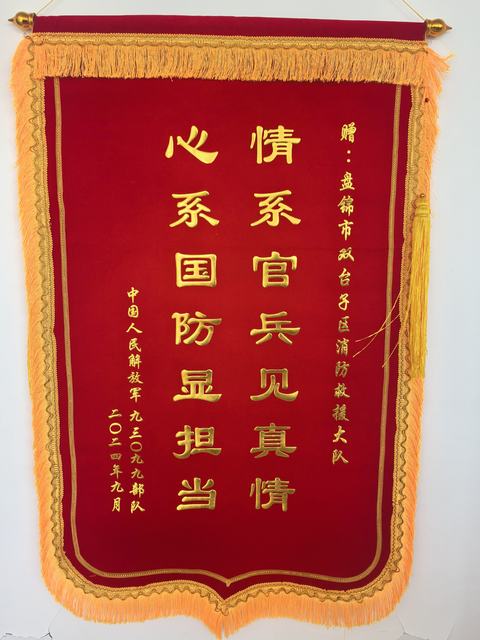 赠：盘锦市双台子区消防救援大队
情系官兵见真情
心系国防显担当
中国人民解放军九三〇九九部队
二〇二四年九月